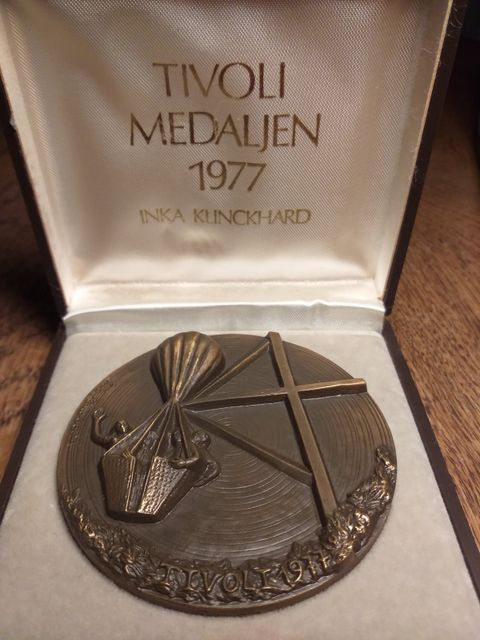 TIVOLI
MEDALJEN
1977
INKA KLINCKHARD
TIVOLI 1977